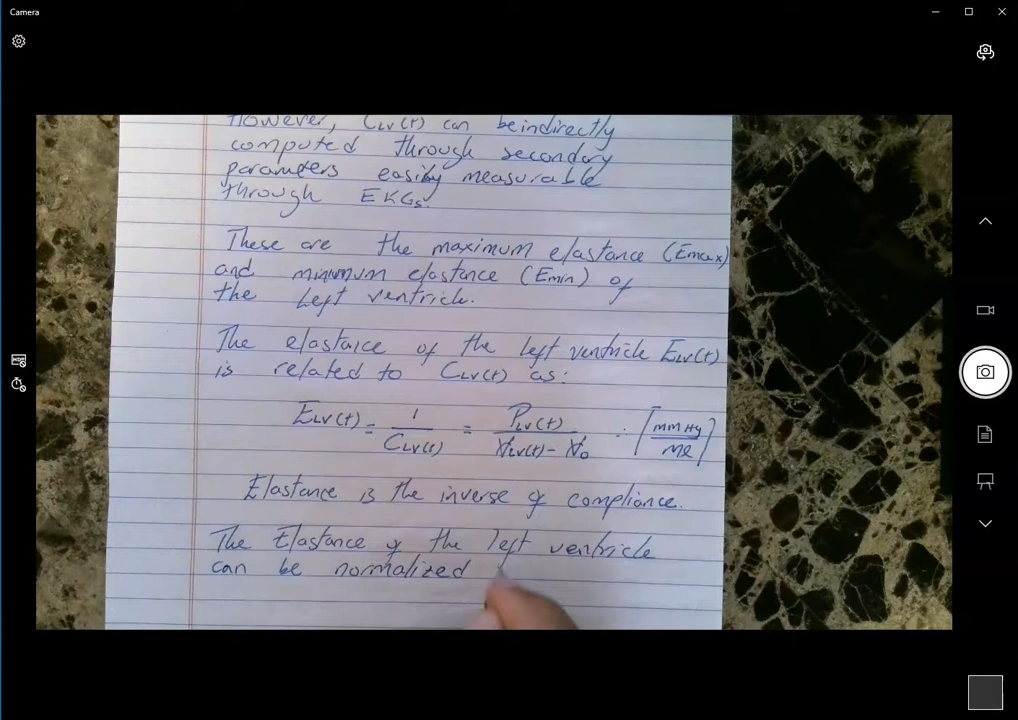 Camera
However, CLV(t) can be indirectly
computed through secondary
parameters easily measurable
through EKGs.
These are the maximum elastance (Emax)
and minimum elastance (Emin) of
the Left ventricle.
The elastance of the left ventricle ELV(t)
is related to CLV(t) as:
ELV(t) = 1 / CLV(t) = PLV(t) / (V̶LV(t) - V̶0) ∴ [mmHg / ml]
Elastance is the inverse of compliance.
The Elastance of the left ventricle
can be normalized